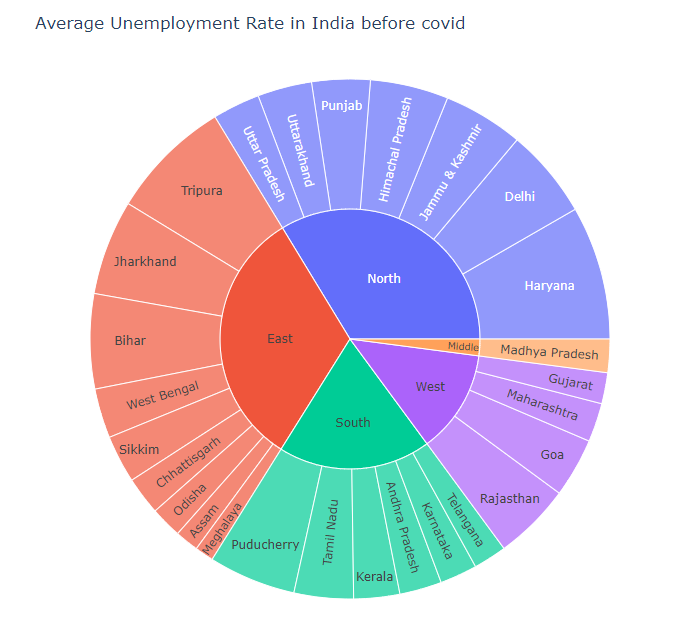 Average Unemployment Rate in India before covid
North
Haryana
Delhi
Jammu & Kashmir
Himachal Pradesh
Punjab
Uttarakhand
Uttar Pradesh
East
Tripura
Jharkhand
Bihar
West Bengal
Sikkim
Chhattisgarh
Odisha
Assam
Meghalaya
South
Puducherry
Tamil Nadu
Kerala
Andhra Pradesh
Karnataka
Telangana
West
Rajasthan
Goa
Maharashtra
Gujarat
Middle
Madhya Pradesh